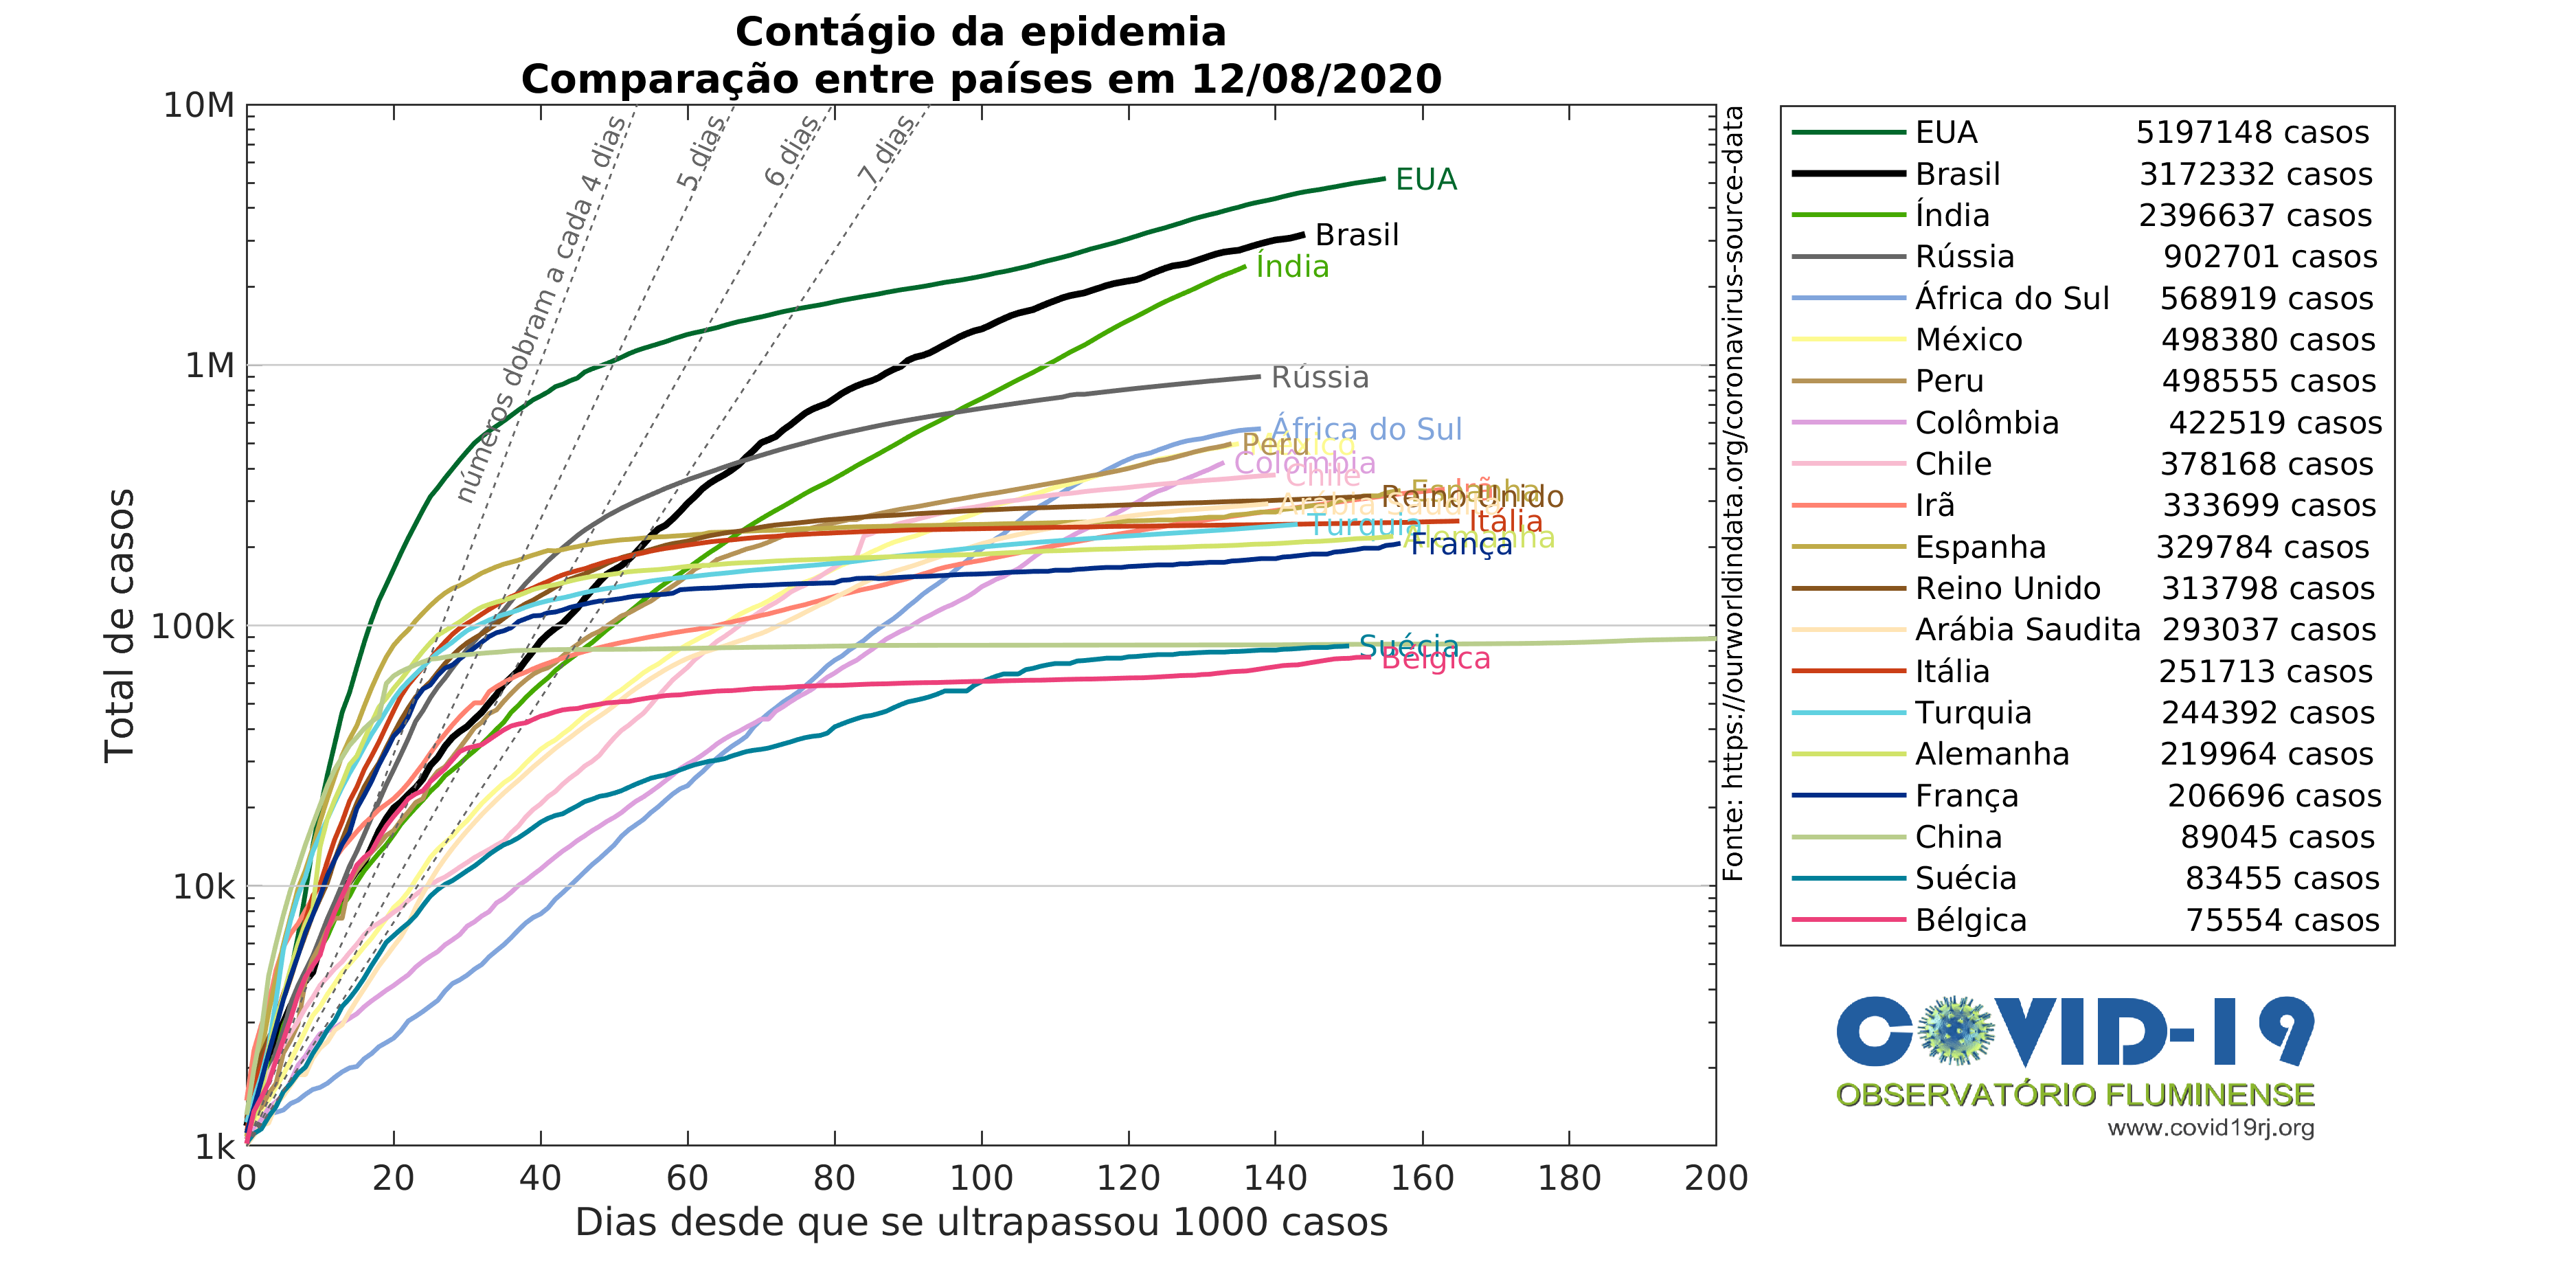 Contágio da epidemia
Comparação entre países em 12/08/2020
10M
1M
100k
10k
1k
Total de casos
0 20 40 60 80 100 120 140 160 180 200
Dias desde que se ultrapassou 1000 casos
números dobram a cada 4 dias
5 dias
6 dias
7 dias
EUA
Brasil
Índia
Rússia
África do Sul
México
Peru
Colômbia
Chile
Irã
Espanha
Reino Unido
Arábia Saudita
Itália
Turquia
Alemanha
França
Suécia
Bélgica
Fonte: https://ourworldindata.org/coronavirus-source-data
EUA 5197148 casos
Brasil 3172332 casos
Índia 2396637 casos
Rússia 902701 casos
África do Sul 568919 casos
México 498380 casos
Peru 498555 casos
Colômbia 422519 casos
Chile 378168 casos
Irã 333699 casos
Espanha 329784 casos
Reino Unido 313798 casos
Arábia Saudita 293037 casos
Itália 251713 casos
Turquia 244392 casos
Alemanha 219964 casos
França 206696 casos
China 89045 casos
Suécia 83455 casos
Bélgica 75554 casos
COVID-19
OBSERVATÓRIO FLUMINENSE
www.covid19rj.org